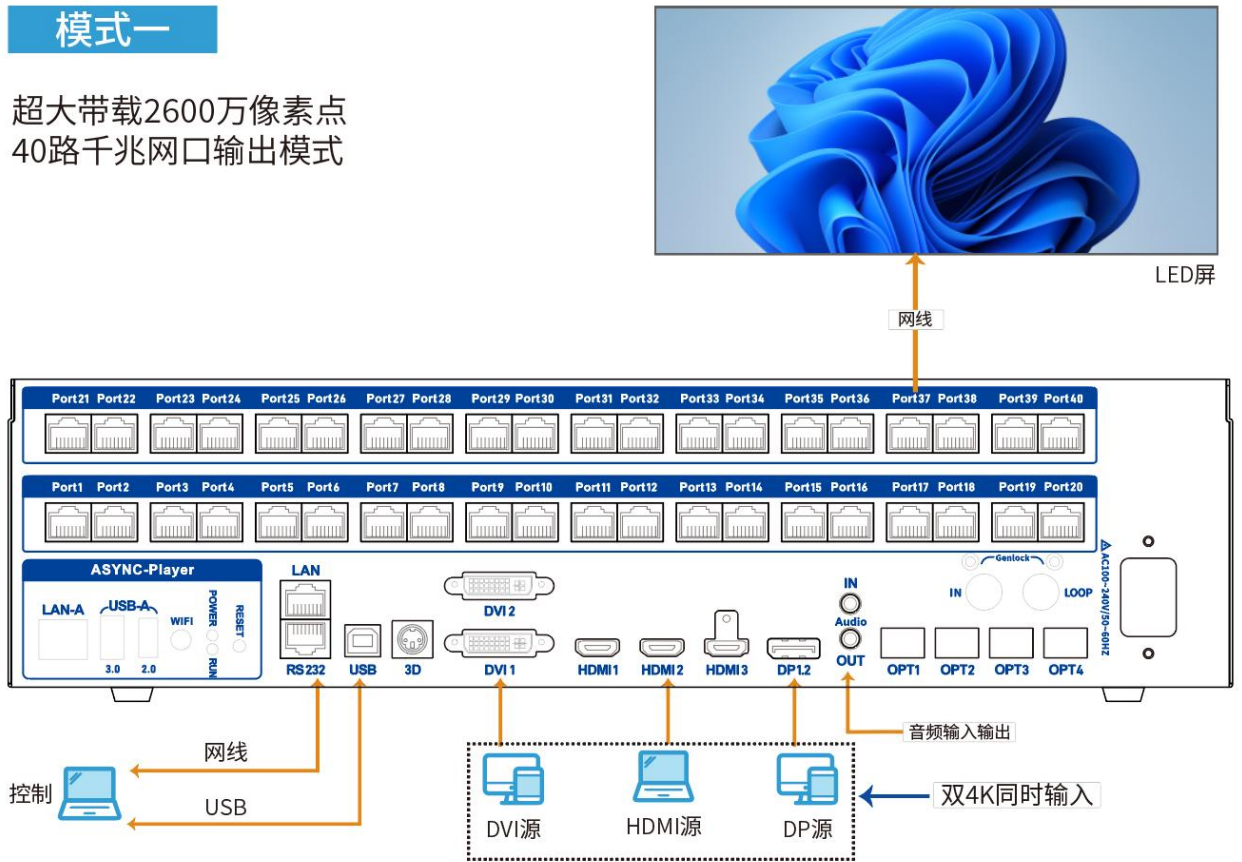 模式一
超大带载2600万像素点
40路千兆网口输出模式
LED屏
网线
Port21 Port22 Port23 Port24 Port25 Port26 Port27 Port28 Port29 Port30 Port31 Port32 Port33 Port34 Port35 Port36 Port37 Port38 Port39 Port40
Port1 Port2 Port3 Port4 Port5 Port6 Port7 Port8 Port9 Port10 Port11 Port12 Port13 Port14 Port15 Port16 Port17 Port18 Port19 Port20
ASYNC-Player
LAN-A
USB-A
3.0
2.0
WIFI
POWER
RUN
RESET
LAN
RS232
USB
3D
DVI 2
DVI 1
HDMI1
HDMI2
HDMI3
DP1.2
IN
Audio
OUT
Genlock
IN
LOOP
OPT1
OPT2
OPT3
OPT4
AC100~240V/50~60HZ
音频输入输出
控制
网线
USB
DVI源
HDMI源
DP源
双4K同时输入